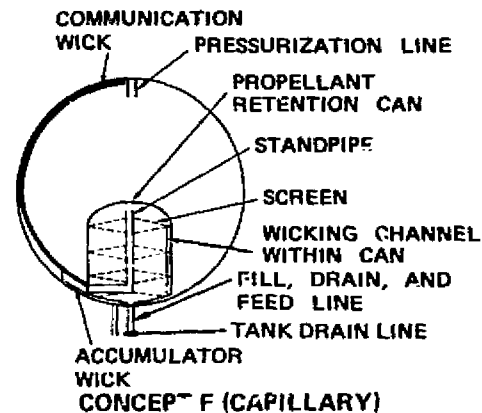 COMMUNICATION
WICK
PRESSURIZATION LINE
PROPELLANT
RETENTION CAN
STANDPIPE
SCREEN
WICKING CHANNEL
WITHIN CAN
FILL, DRAIN, AND
FEED LINE
TANK DRAIN LINE
ACCUMULATOR
WICK
CONCEPT F (CAPILLARY)